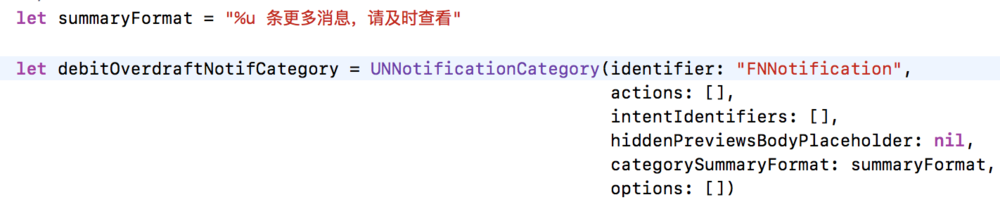 let summaryFormat = "%u 条更多消息，请及时查看"
let debitOverdraftNotifCategory = UNNotificationCategory(identifier: "FNNotification",
actions: [],
intentIdentifiers: [],
hiddenPreviewsBodyPlaceholder: nil,
categorySummaryFormat: summaryFormat,
options: [])